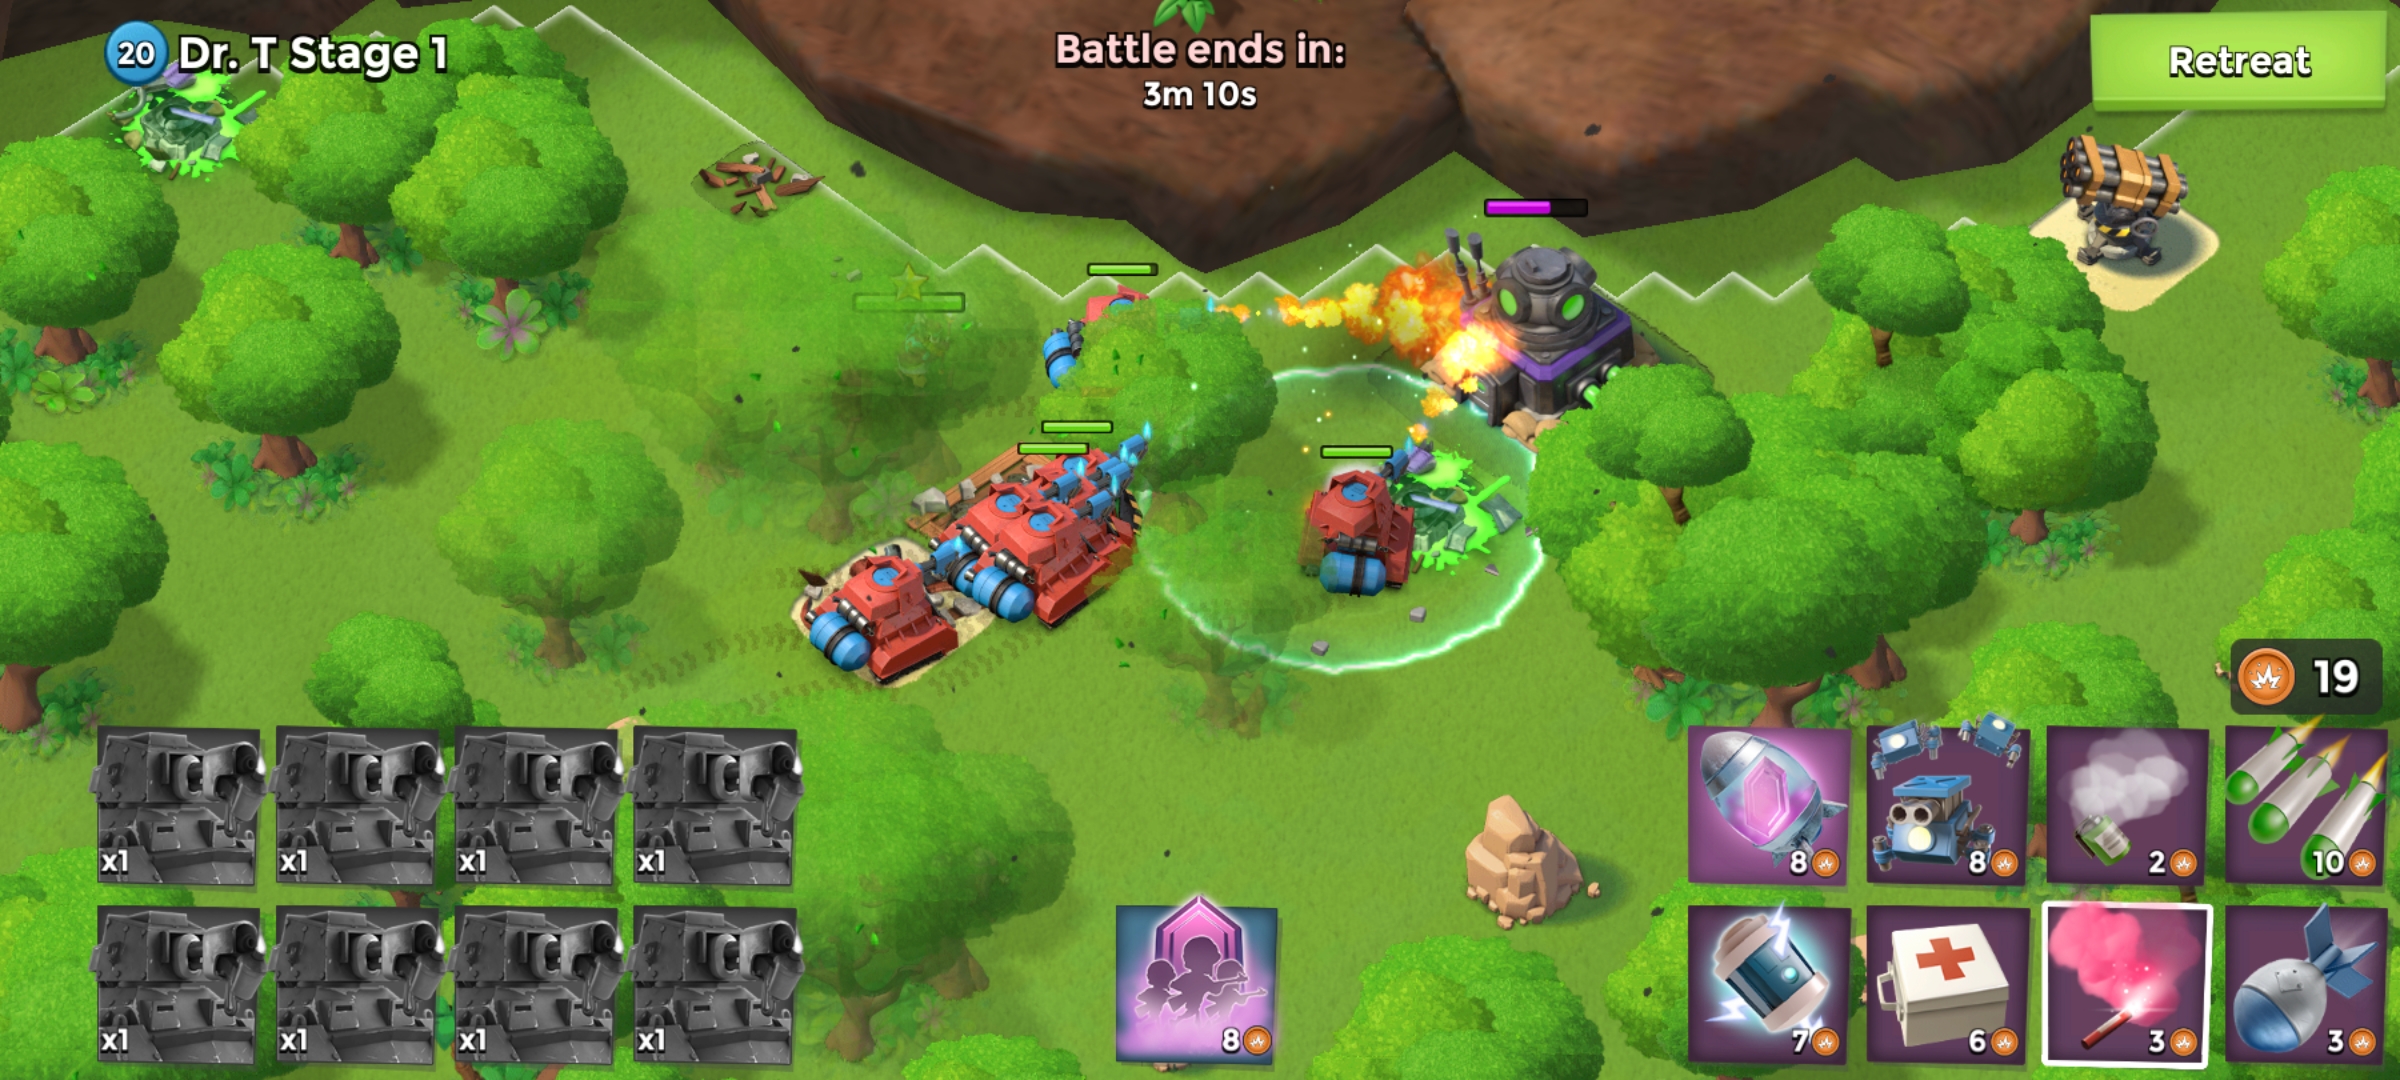 20 Dr. T Stage 1
Battle ends in:
3m 10s
Retreat
19
x1 x1 x1 x1
8 8 2 10
x1 x1 x1 x1
8
7 6 3 3